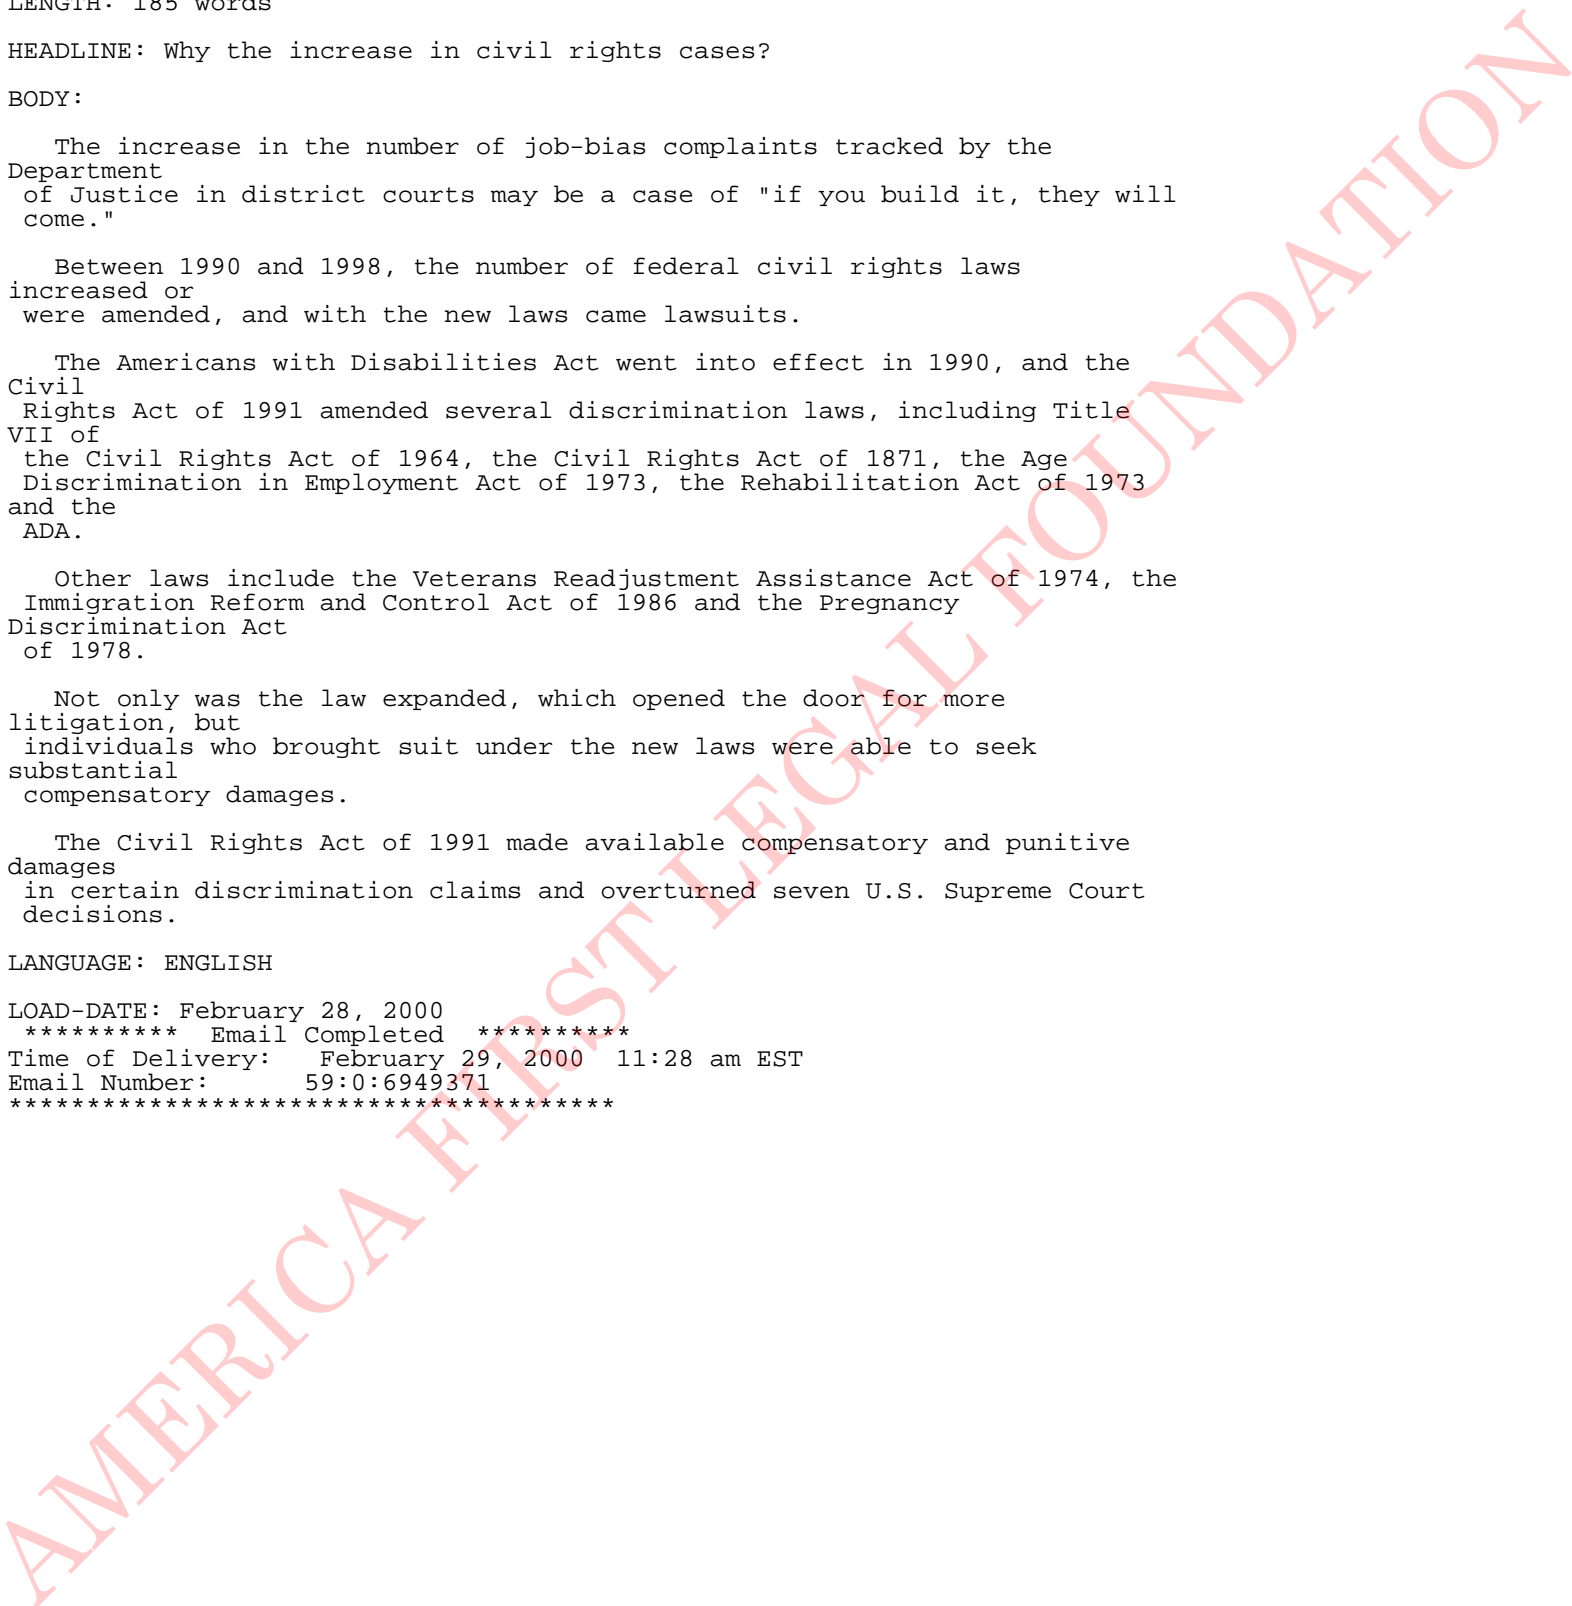 LENGTH: 185 words
HEADLINE: Why the increase in civil rights cases?
BODY:
The increase in the number of job-bias complaints tracked by the
Department
of Justice in district courts may be a case of "if you build it, they will
come."
Between 1990 and 1998, the number of federal civil rights laws
increased or
were amended, and with the new laws came lawsuits.
The Americans with Disabilities Act went into effect in 1990, and the
Civil
Rights Act of 1991 amended several discrimination laws, including Title
VII of
the Civil Rights Act of 1964, the Civil Rights Act of 1871, the Age
Discrimination in Employment Act of 1973, the Rehabilitation Act of 1973
and the
ADA.
Other laws include the Veterans Readjustment Assistance Act of 1974, the
Immigration Reform and Control Act of 1986 and the Pregnancy
Discrimination Act
of 1978.
Not only was the law expanded, which opened the door for more
litigation, but
individuals who brought suit under the new laws were able to seek
substantial
compensatory damages.
The Civil Rights Act of 1991 made available compensatory and punitive
damages
in certain discrimination claims and overturned seven U.S. Supreme Court
decisions.
LANGUAGE: ENGLISH
LOAD-DATE: February 28, 2000
********** Email Completed **********
Time of Delivery: February 29, 2000 11:28 am EST
Email Number: 59:0:6949371
***************************************
AMERICA FIRST LEGAL FOUNDATION